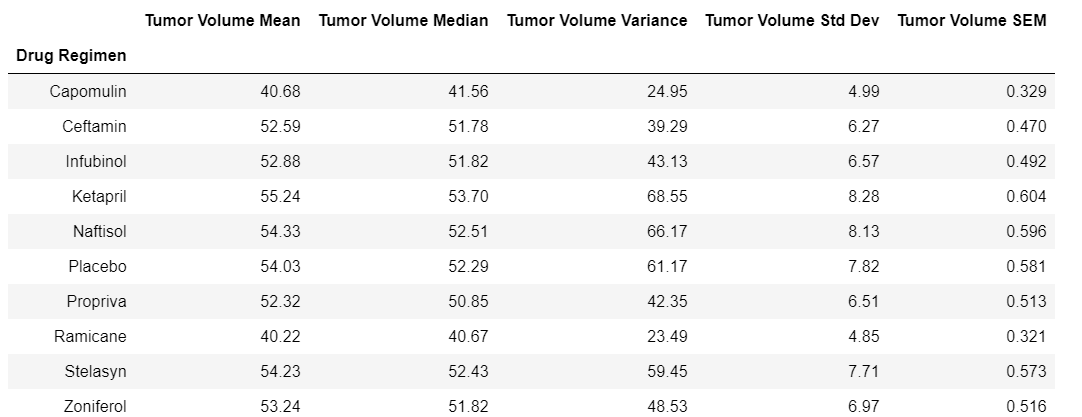 Tumor Volume Mean Tumor Volume Median Tumor Volume Variance Tumor Volume Std Dev Tumor Volume SEM
Drug Regimen
Capomulin 40.68 41.56 24.95 4.99 0.329
Ceftamin 52.59 51.78 39.29 6.27 0.470
Infubinol 52.88 51.82 43.13 6.57 0.492
Ketapril 55.24 53.70 68.55 8.28 0.604
Naftisol 54.33 52.51 66.17 8.13 0.596
Placebo 54.03 52.29 61.17 7.82 0.581
Propriva 52.32 50.85 42.35 6.51 0.513
Ramicane 40.22 40.67 23.49 4.85 0.321
Stelasyn 54.23 52.43 59.45 7.71 0.573
Zoniferol 53.24 51.82 48.53 6.97 0.516